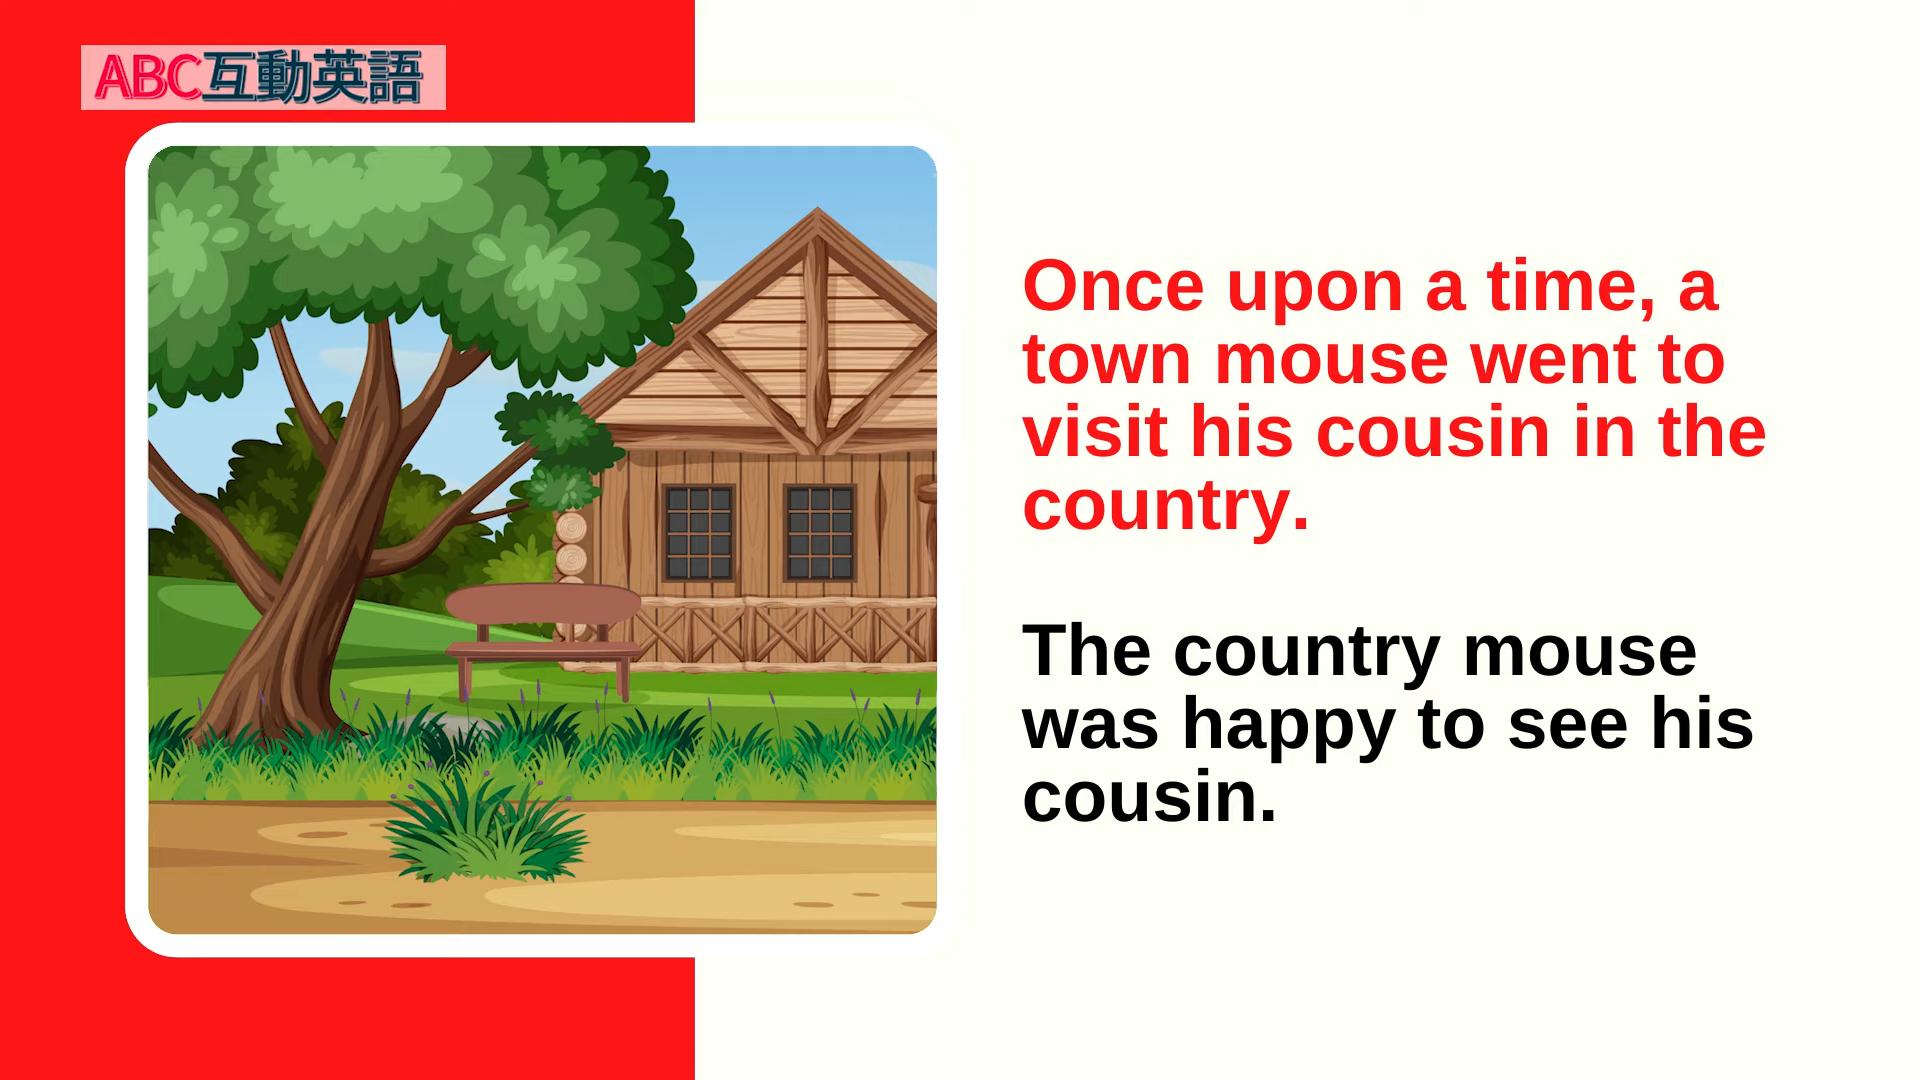 ABC互動英語
Once upon a time, a
town mouse went to
visit his cousin in the
country.
The country mouse
was happy to see his
cousin.